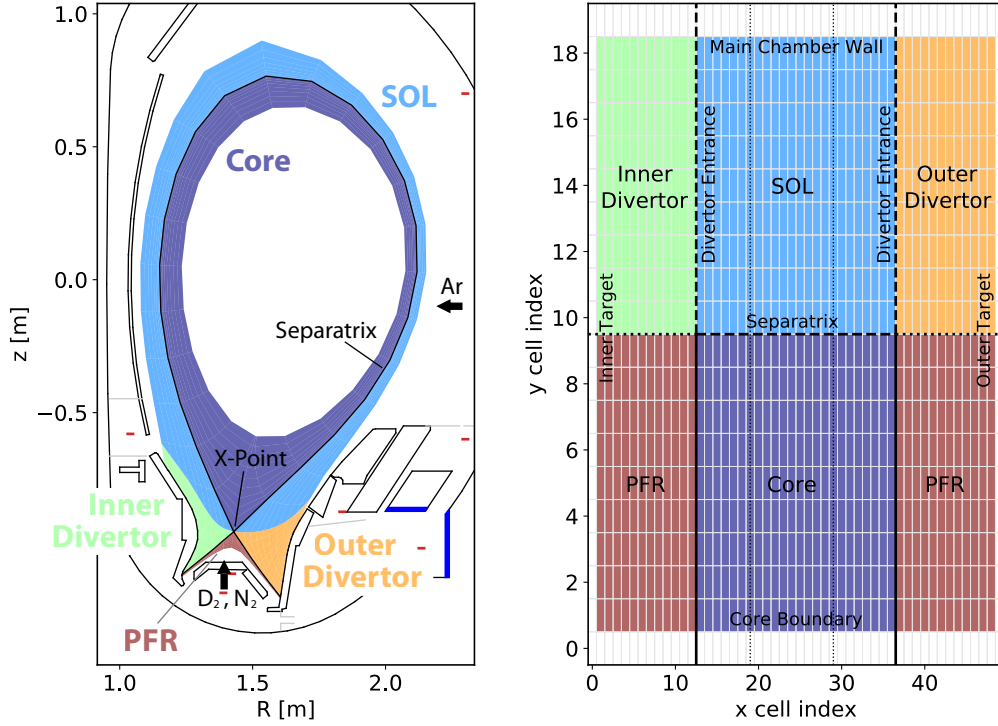 1.0
0.5
0.0
−0.5
z [m]
1.0
1.5
2.0
R [m]
SOL
Core
Ar
Separatrix
X-Point
Inner
Divertor
Outer
Divertor
D₂, N₂
PFR
18
16
14
12
10
8
6
4
2
0
y cell index
0
10
20
30
40
x cell index
Main Chamber Wall
Inner
Divertor
Divertor Entrance
SOL
Divertor Entrance
Outer
Divertor
Inner Target
Separatrix
Outer Target
PFR
Core
PFR
Core Boundary